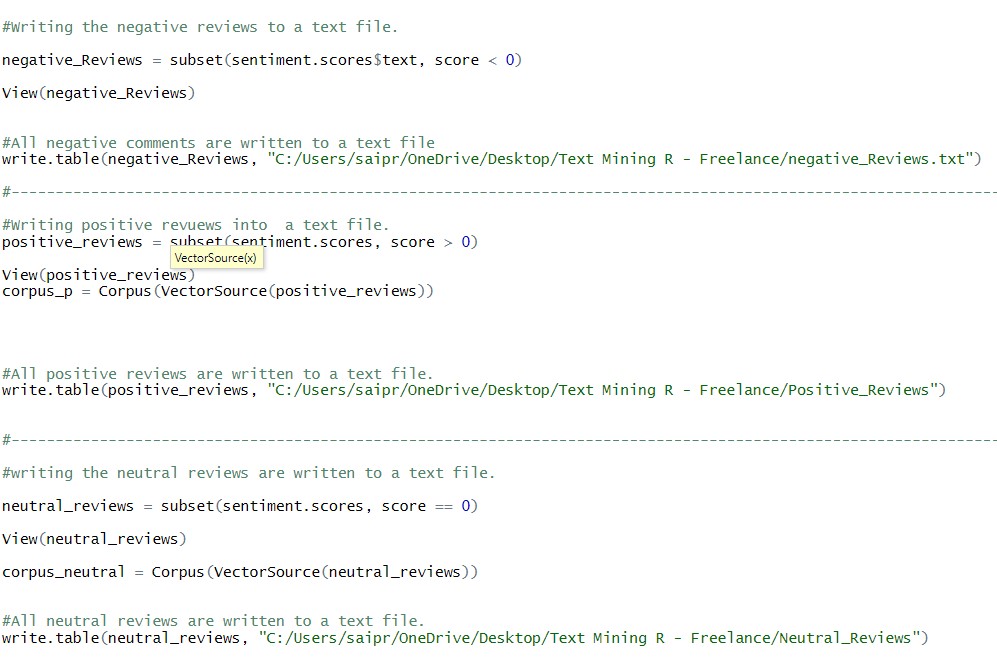 #Writing the negative reviews to a text file.
negative_Reviews = subset(sentiment.scores$text, score < 0)
View(negative_Reviews)
#All negative comments are written to a text file
write.table(negative_Reviews, "C:/Users/saipr/OneDrive/Desktop/Text Mining R - Freelance/negative_Reviews.txt")
#----------------------------------------------------------------------------------------------------------------
#Writing positive revuews into  a text file.
positive_reviews = subset(sentiment.scores, score > 0)
VectorSource(x)
View(positive_reviews)
corpus_p = Corpus(VectorSource(positive_reviews))
#All positive reviews are written to a text file.
write.table(positive_reviews, "C:/Users/saipr/OneDrive/Desktop/Text Mining R - Freelance/Positive_Reviews")
#----------------------------------------------------------------------------------------------------------------
#writing the neutral reviews are written to a text file.
neutral_reviews = subset(sentiment.scores, score == 0)
View(neutral_reviews)
corpus_neutral = Corpus(VectorSource(neutral_reviews))
#All neutral reviews are written to a text file.
write.table(neutral_reviews, "C:/Users/saipr/OneDrive/Desktop/Text Mining R - Freelance/Neutral_Reviews")